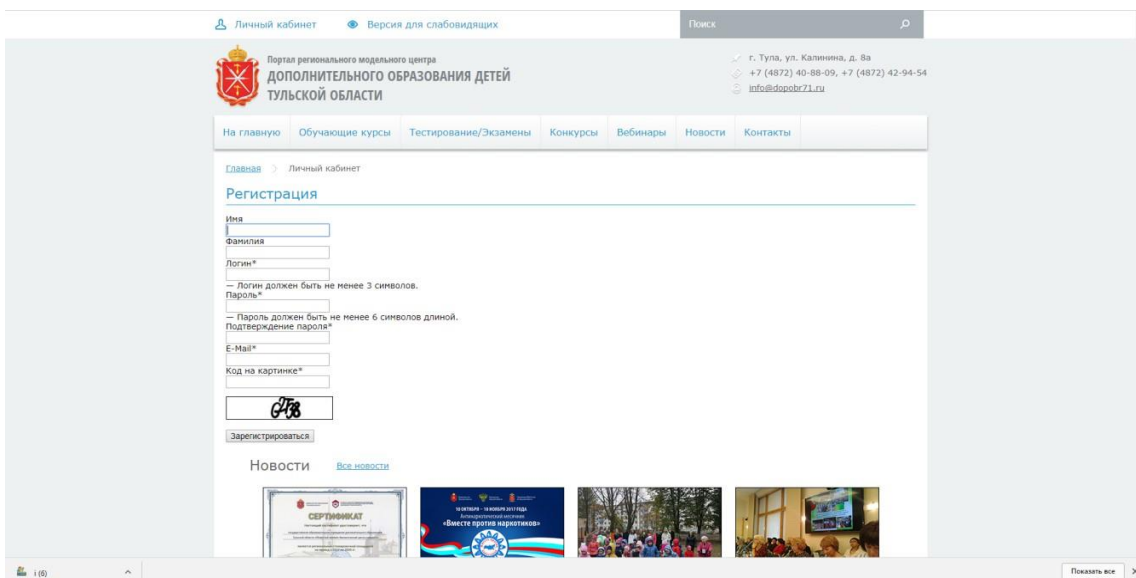 Личный кабинет
Версия для слабовидящих
Поиск
Портал регионального модельного центра
ДОПОЛНИТЕЛЬНОГО ОБРАЗОВАНИЯ ДЕТЕЙ
ТУЛЬСКОЙ ОБЛАСТИ
г. Тула, ул. Калинина, д. 8а
+7 (4872) 40-88-09, +7 (4872) 42-94-54
info@dopobr71.ru
На главную Обучающие курсы Тестирование/Экзамены Конкурсы Вебинары Новости Контакты
Главная Личный кабинет
Регистрация
Имя
Фамилия
Логин*
— Логин должен быть не менее 3 символов.
Пароль*
— Пароль должен быть не менее 6 символов длиной.
Подтверждение пароля*
E-Mail*
Код на картинке*
Зарегистрироваться
Новости Все новости
СЕРТИФИКАТ
«Вместе против наркотиков»
i (6)
Показать все